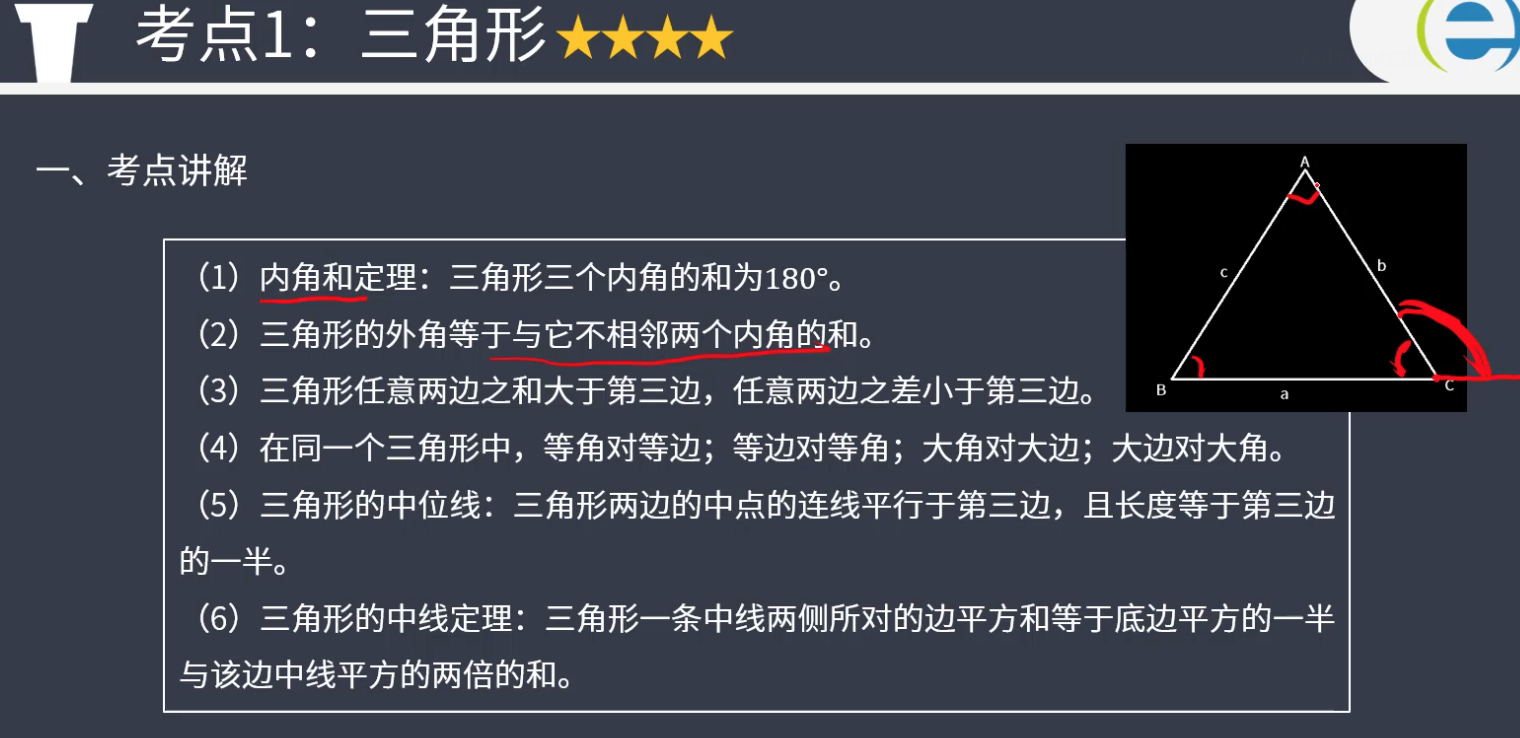 考点1：三角形★★★★
一、考点讲解
（1）内角和定理：三角形三个内角的和为180°。
（2）三角形的外角等于与它不相邻两个内角的和。
（3）三角形任意两边之和大于第三边，任意两边之差小于第三边。
（4）在同一个三角形中，等角对等边；等边对等角；大角对大边；大边对大角。
（5）三角形的中位线：三角形两边的中点的连线平行于第三边，且长度等于第三边
的一半。
（6）三角形的中线定理：三角形一条中线两侧所对的边平方和等于底边平方的一半
与该边中线平方的两倍的和。
A
c
b
B
a
C